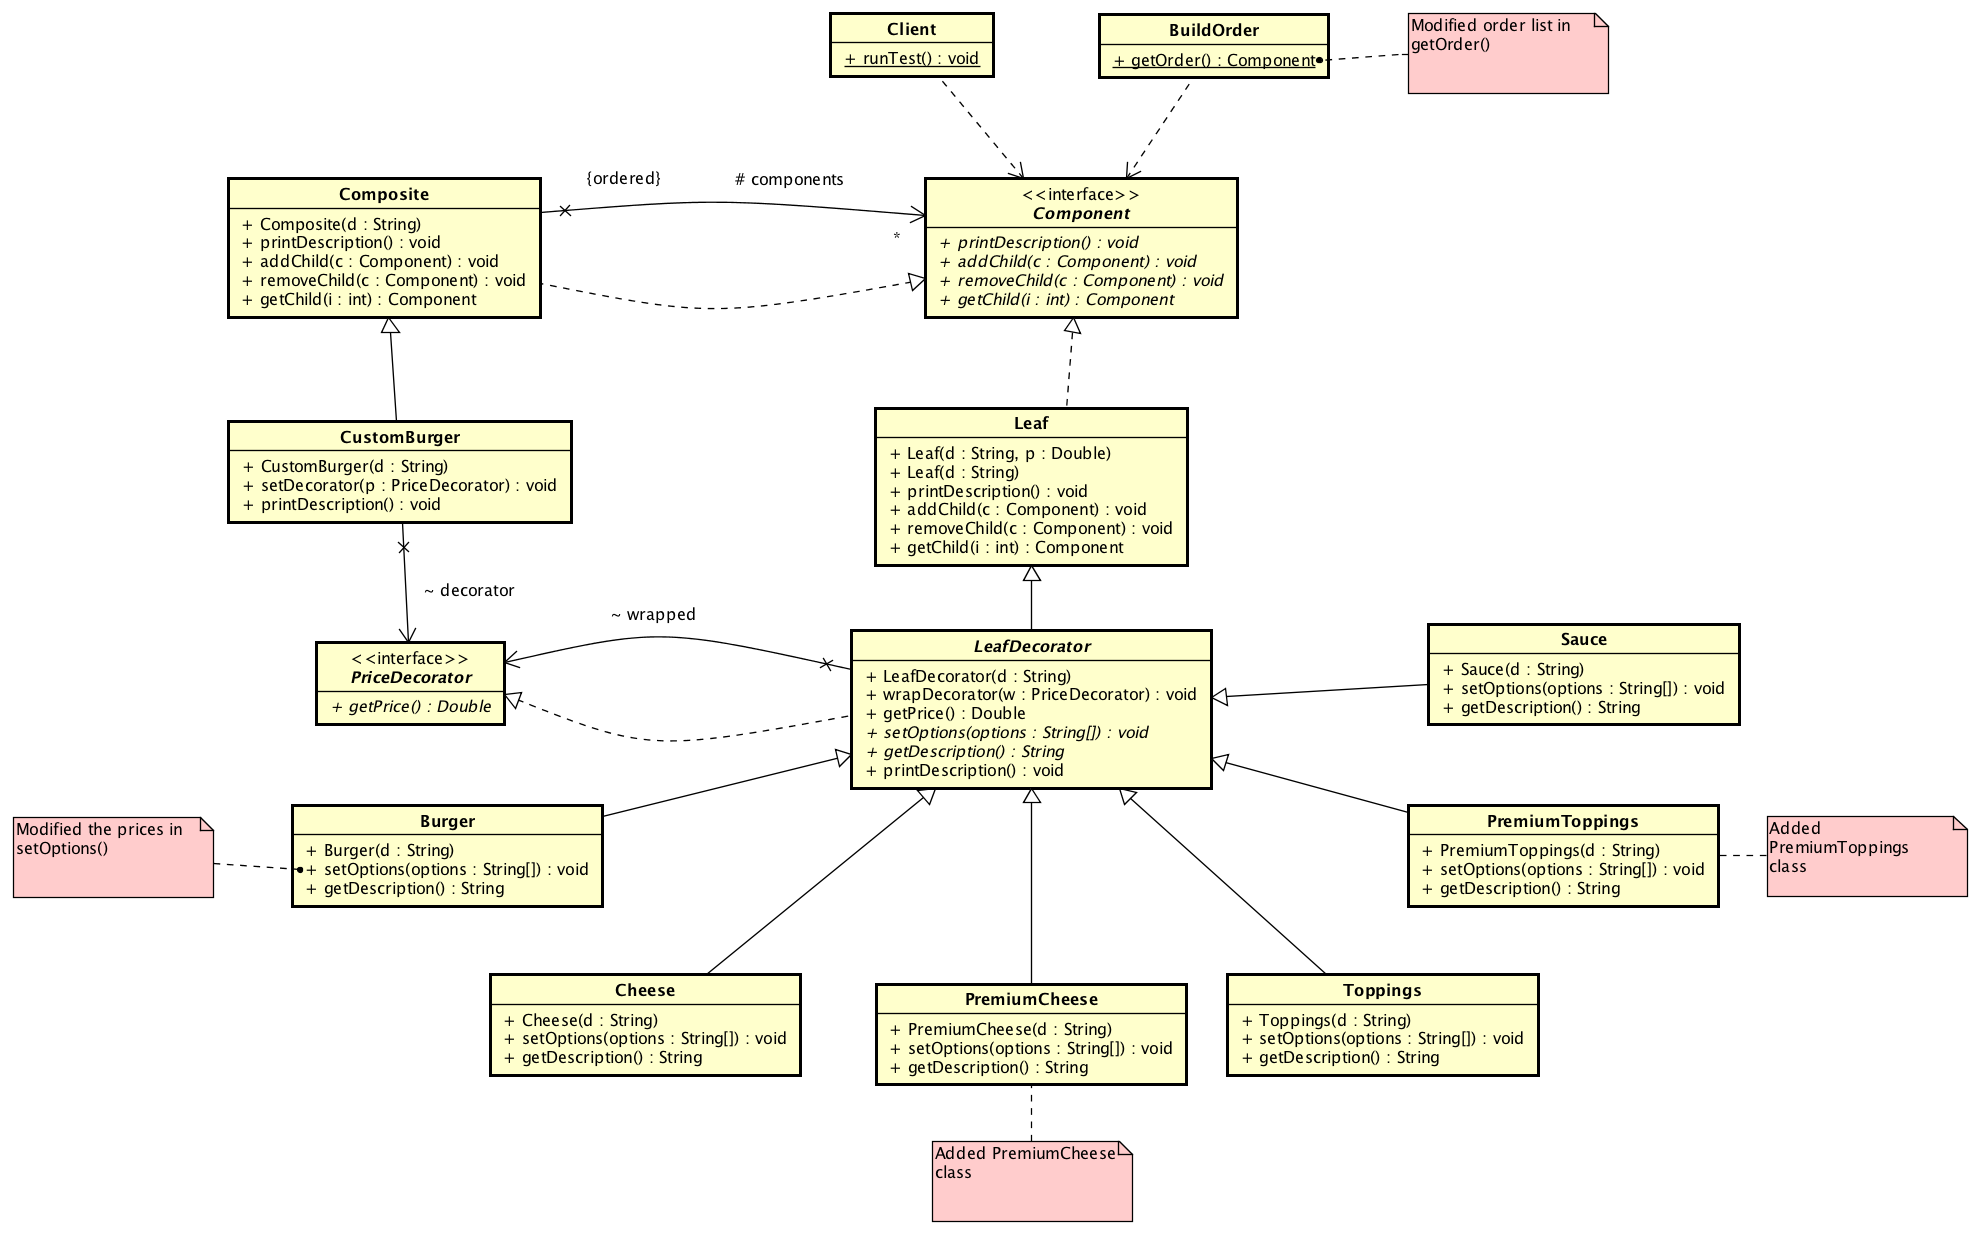 Client
+ runTest() : void
BuildOrder
+ getOrder() : Component
Modified order list in
getOrder()
Composite
+ Composite(d : String)
+ printDescription() : void
+ addChild(c : Component) : void
+ removeChild(c : Component) : void
+ getChild(i : int) : Component
{ordered}
# components
*
<<interface>>
Component
+ printDescription() : void
+ addChild(c : Component) : void
+ removeChild(c : Component) : void
+ getChild(i : int) : Component
CustomBurger
+ CustomBurger(d : String)
+ setDecorator(p : PriceDecorator) : void
+ printDescription() : void
Leaf
+ Leaf(d : String, p : Double)
+ Leaf(d : String)
+ printDescription() : void
+ addChild(c : Component) : void
+ removeChild(c : Component) : void
+ getChild(i : int) : Component
~ decorator
~ wrapped
<<interface>>
PriceDecorator
+ getPrice() : Double
LeafDecorator
+ LeafDecorator(d : String)
+ wrapDecorator(w : PriceDecorator) : void
+ getPrice() : Double
+ setOptions(options : String[]) : void
+ getDescription() : String
+ printDescription() : void
Sauce
+ Sauce(d : String)
+ setOptions(options : String[]) : void
+ getDescription() : String
Modified the prices in
setOptions()
Burger
+ Burger(d : String)
+ setOptions(options : String[]) : void
+ getDescription() : String
PremiumToppings
+ PremiumToppings(d : String)
+ setOptions(options : String[]) : void
+ getDescription() : String
Added
PremiumToppings
class
Cheese
+ Cheese(d : String)
+ setOptions(options : String[]) : void
+ getDescription() : String
PremiumCheese
+ PremiumCheese(d : String)
+ setOptions(options : String[]) : void
+ getDescription() : String
Toppings
+ Toppings(d : String)
+ setOptions(options : String[]) : void
+ getDescription() : String
Added PremiumCheese
class